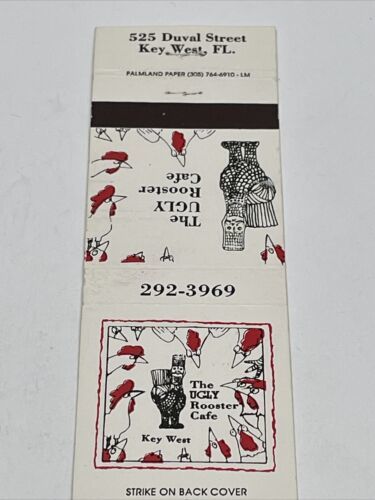 525 Duval Street
Key West, FL.
PALMLAND PAPER (305) 764-6910 - LM
The
UGLY
Rooster
Cafe
292-3969
The
UGLY
Rooster
Cafe
Key West
STRIKE ON BACK COVER